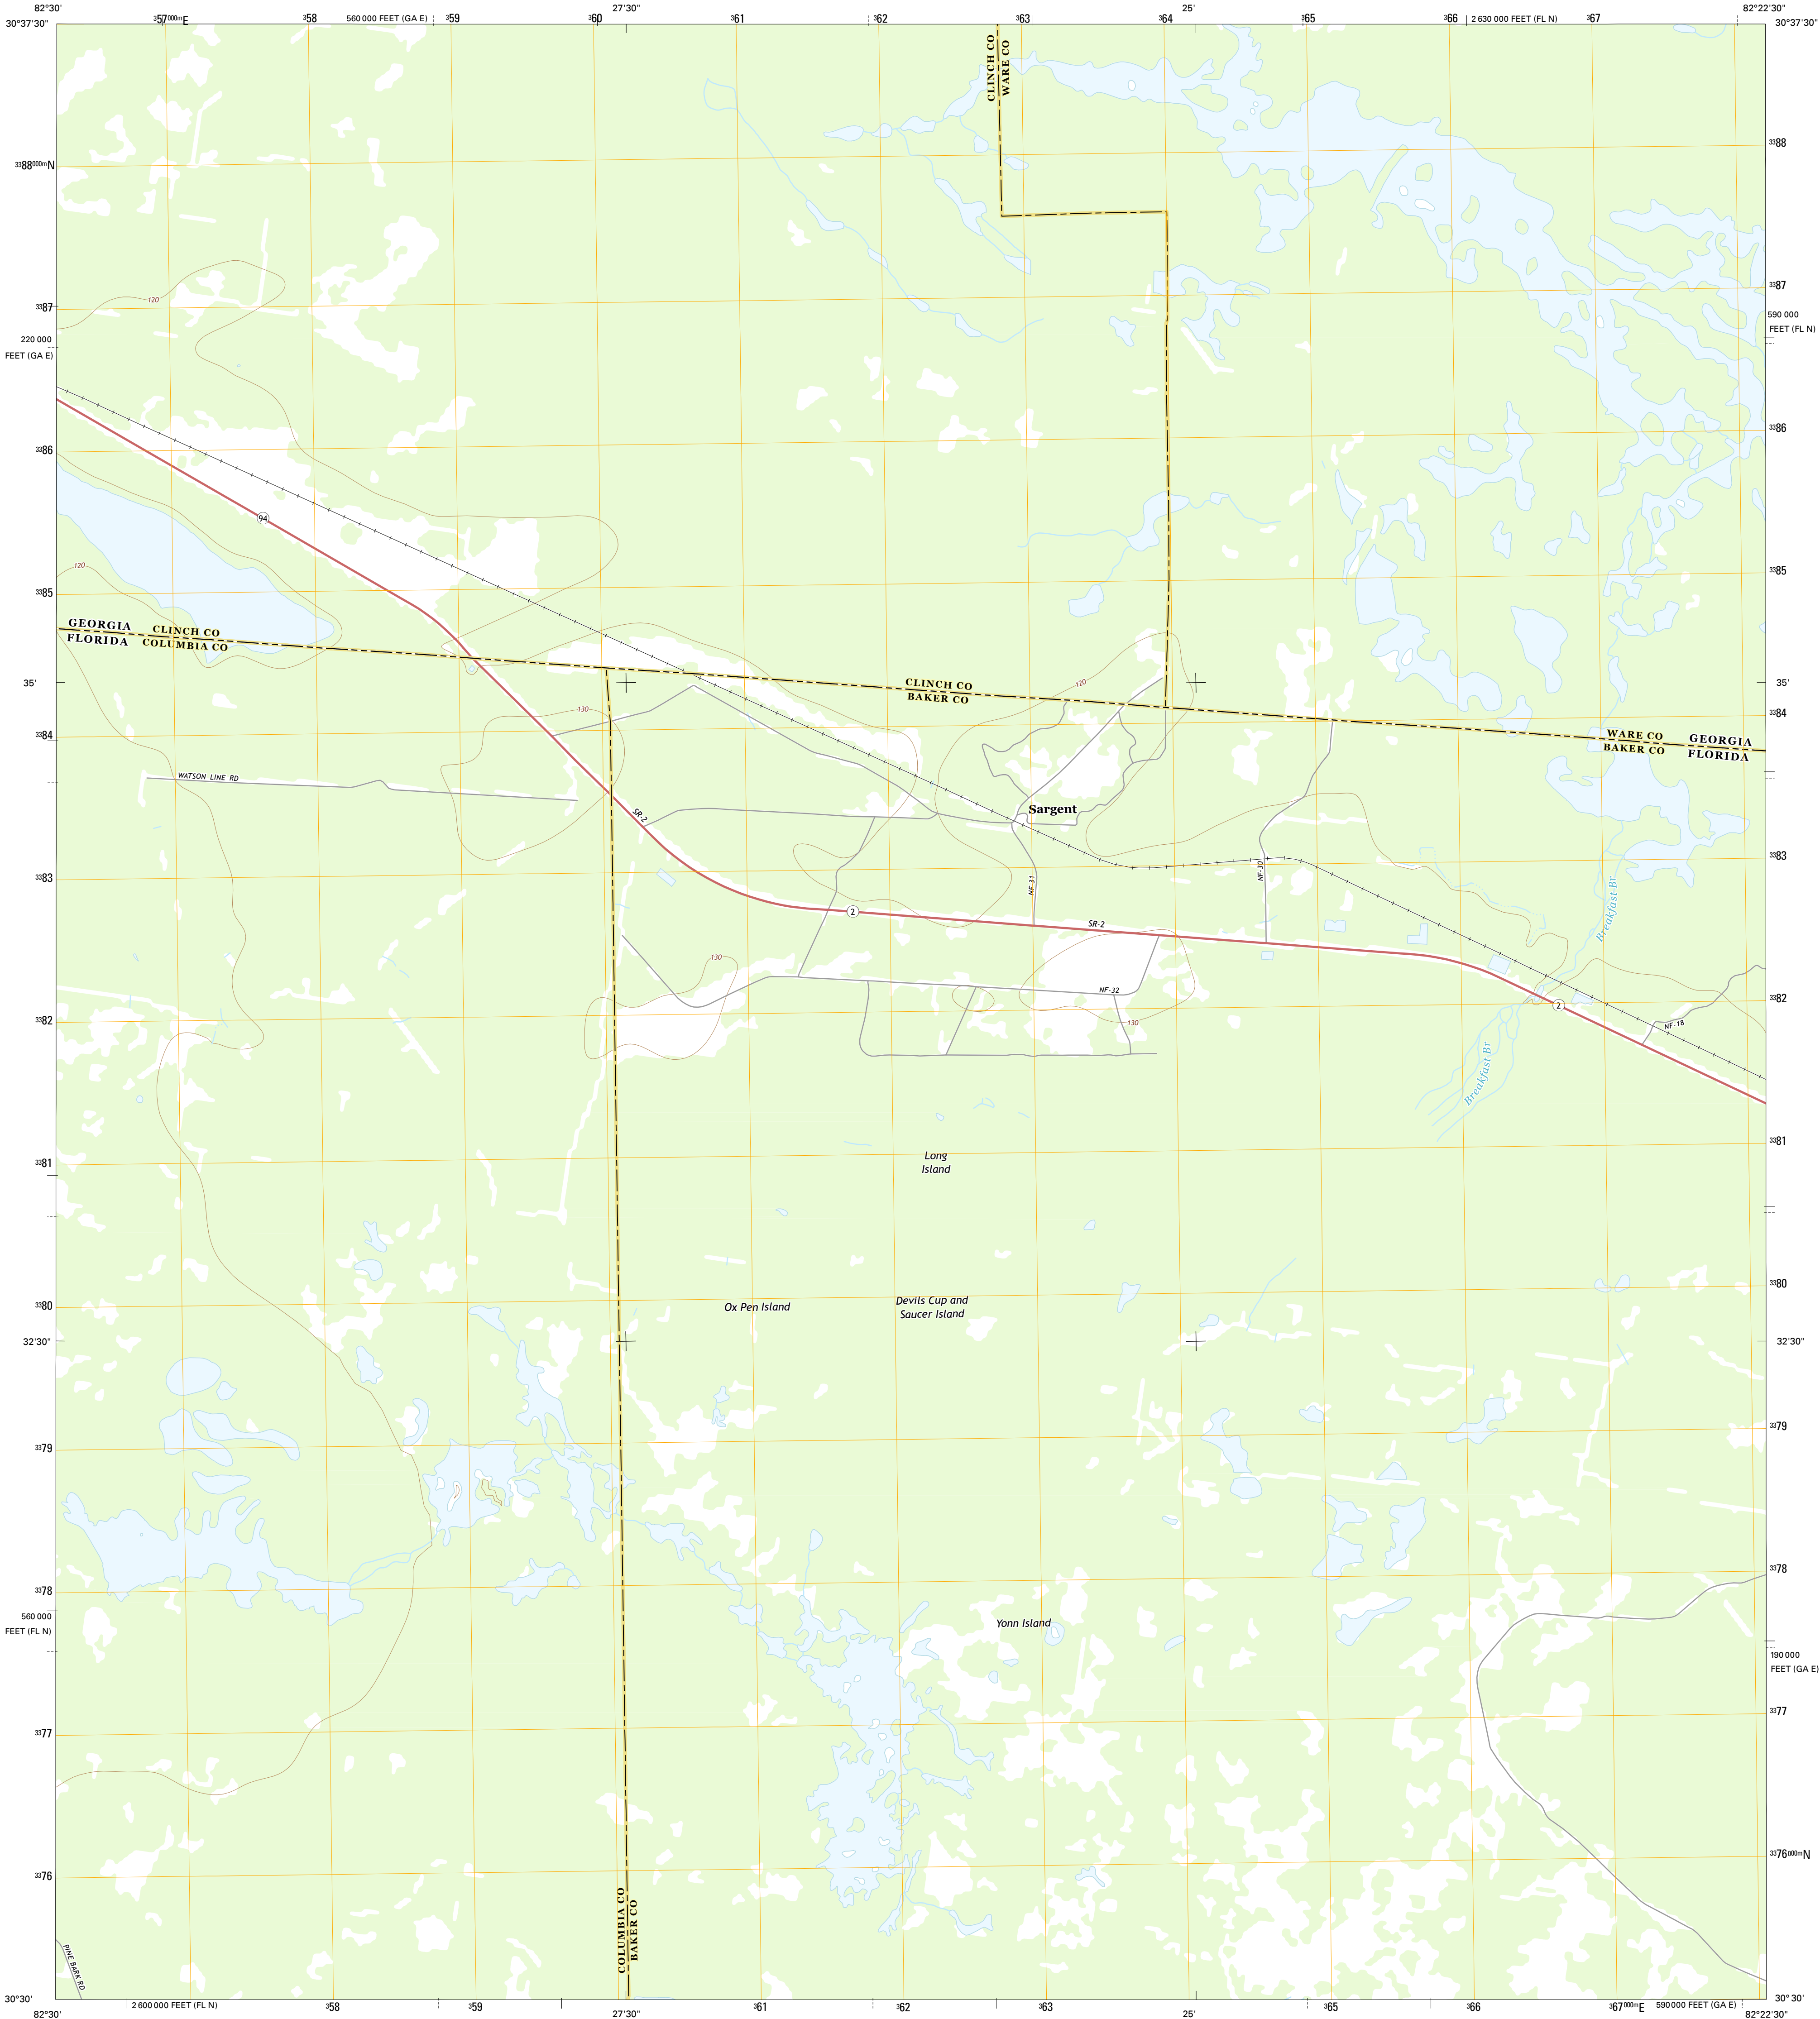 82°30'
³57⁰⁰⁰ᵐE
³58
560 000 FEET (GA E)
³59
³60
27'30"
³61
³62
³63
25'
³64
³65
³66
2 630 000 FEET (FL N)
³67
82°22'30"
30°37'30"
30°37'30"
CLINCH CO
WARE CO
³³88⁰⁰⁰ᵐN
³³88
120
³³87
³³87
220 000
FEET (GA E)
590 000
FEET (FL N)
³³86
³³86
94
120
³³85
³³85
GEORGIA
FLORIDA
CLINCH CO
COLUMBIA CO
35'
CLINCH CO
BAKER CO
120
35'
130
³³84
³³84
WARE CO
BAKER CO
GEORGIA
FLORIDA
WATSON LINE RD
SR-2
Sargent
³³83
³³83
NF-31
NF-30
2
SR-2
Breakfast Br
130
NF-32
130
³³82
³³82
2
NF-18
Breakfast Br
³³81
³³81
Long
Island
³³80
³³80
Ox Pen Island
Devils Cup and
Saucer Island
32'30"
32'30"
³³79
³³79
³³78
³³78
560 000
FEET (FL N)
Yonn Island
190 000
FEET (GA E)
³³77
³³77
³³76
³³76⁰⁰⁰ᵐN
COLUMBIA CO
BAKER CO
PINE BARK RD
30°30'
30°30'
82°30'
2 600 000 FEET (FL N)
³58
³59
27'30"
³61
³62
³63
25'
³65
³66
³67⁰⁰⁰ᵐE
590 000 FEET (GA E)
82°22'30"